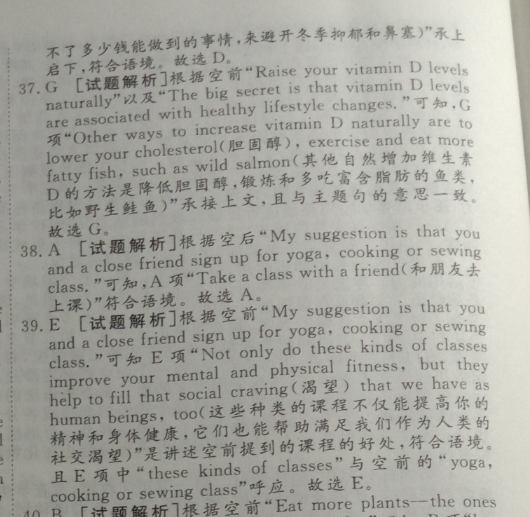 不了多少钱能做到的事情,来避开冬季抑郁和鼻塞)”承上
启下,符合语境。故选 D。
37. G [试题解析]根据空前“Raise your vitamin D levels
naturally”以及“The big secret is that vitamin D levels
are associated with healthy lifestyle changes.”可知,G
项“Other ways to increase vitamin D naturally are to
lower your cholesterol(胆固醇), exercise and eat more
fatty fish, such as wild salmon(其他自然增加维生素
D的方法是降低胆固醇,锻炼和多吃富含脂肪的鱼类,
比如野生鲑鱼)”承接上文,且与主题句的意思一致。
故选 G。
38. A [试题解析]根据空后“My suggestion is that you
and a close friend sign up for yoga, cooking or sewing
class.”可知,A 项“Take a class with a friend(和朋友去
上课)”符合语境。故选 A。
39. E [试题解析]根据空前“My suggestion is that you
and a close friend sign up for yoga, cooking or sewing
class.”可知 E 项“Not only do these kinds of classes
improve your mental and physical fitness, but they
help to fill that social craving(渴望) that we have as
human beings, too(这些种类的课程不仅能提高你的
精神和身体健康,它们也能帮助满足我们作为人类的
社交渴望)”是讲述空前提到的课程的好处,符合语境。
且 E 项中“these kinds of classes”与空前的“yoga,
cooking or sewing class”呼应。故选 E。
40. B [试题解析]根据空前“Eat more plants—the ones